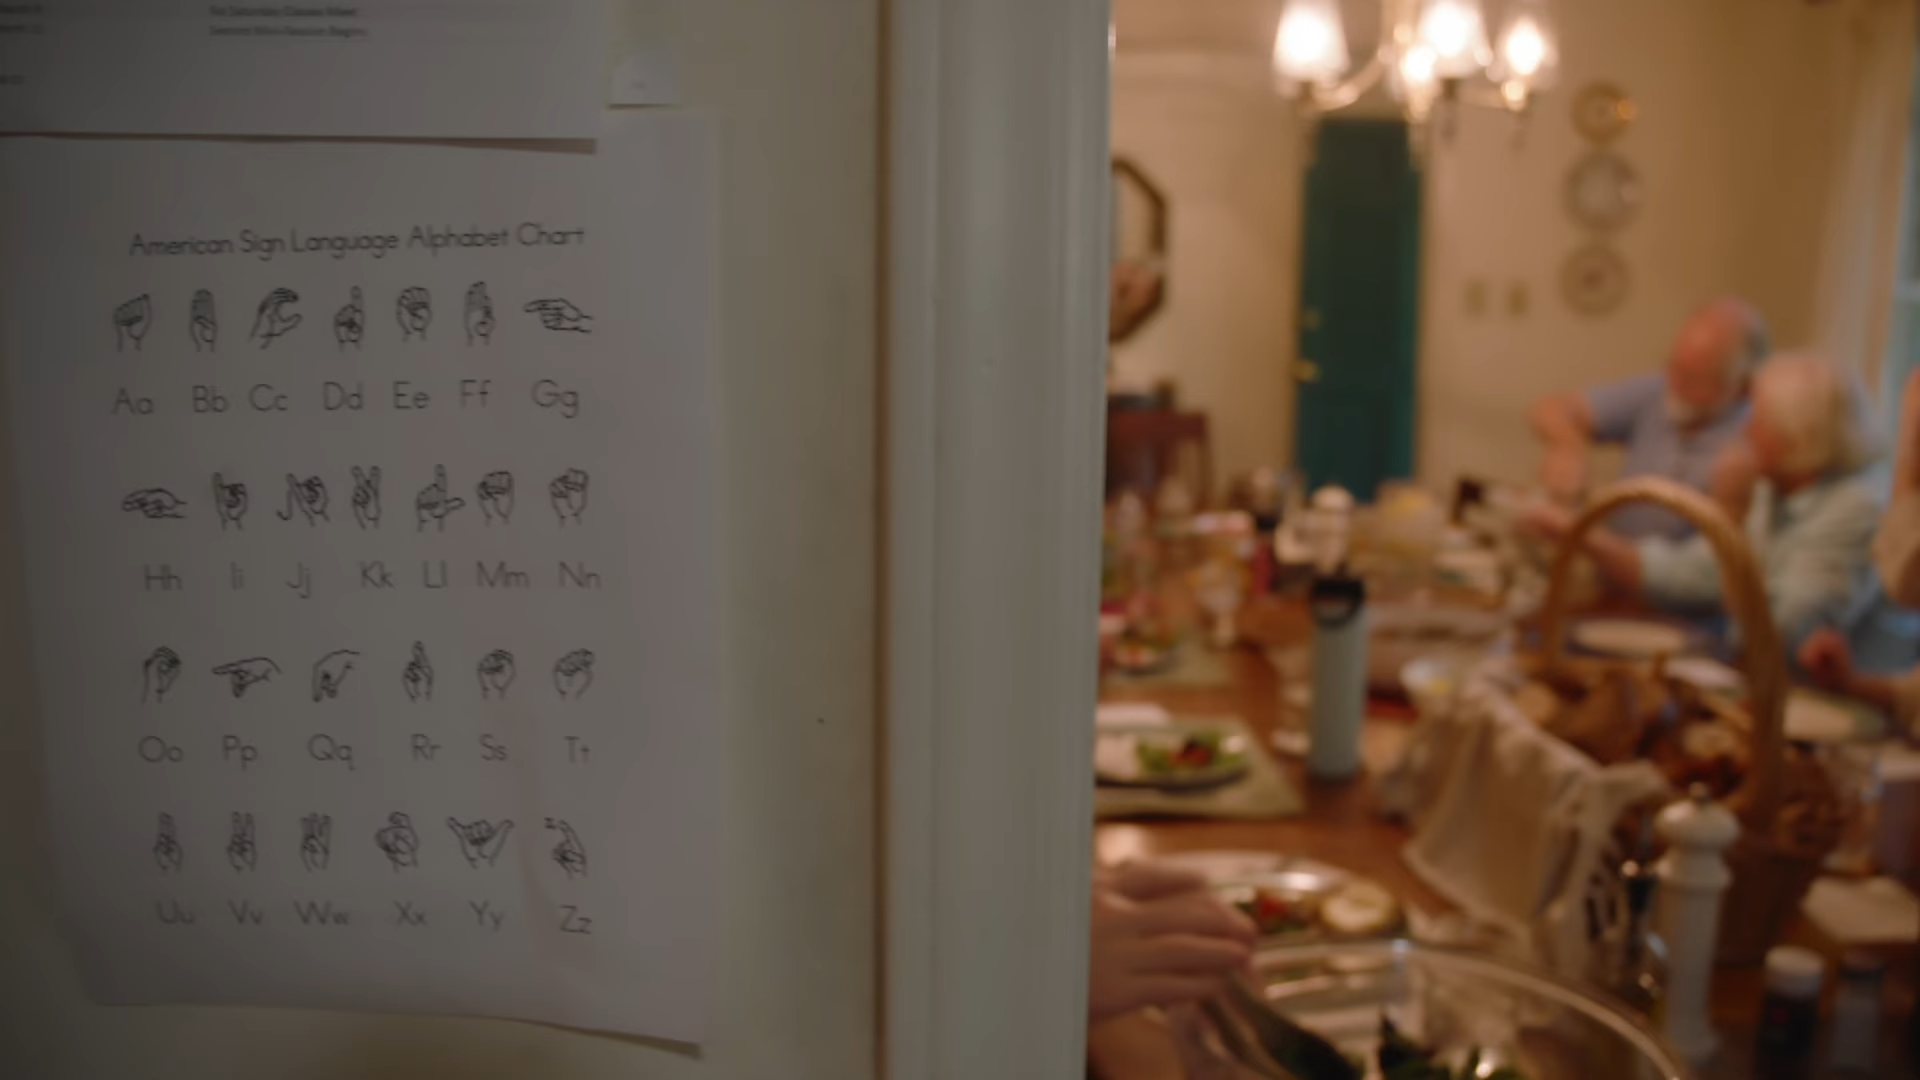 American Sign Language Alphabet Chart
Aa Bb Cc Dd Ee Ff Gg
Hh Ii Jj Kk Ll Mm Nn
Oo Pp Qq Rr Ss Tt
Uu Vv Ww Xx Yy Zz